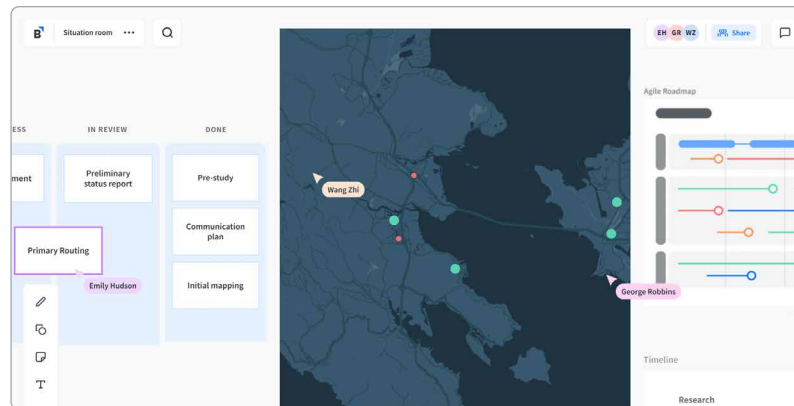 B
Situation room
EH GR WZ
Share
ESS
IN REVIEW
DONE
ment
Preliminary
status report
Pre-study
Communication
plan
Primary Routing
Emily Hudson
Initial mapping
T
Wang Zhi
George Robbins
Agile Roadmap
Timeline
Research